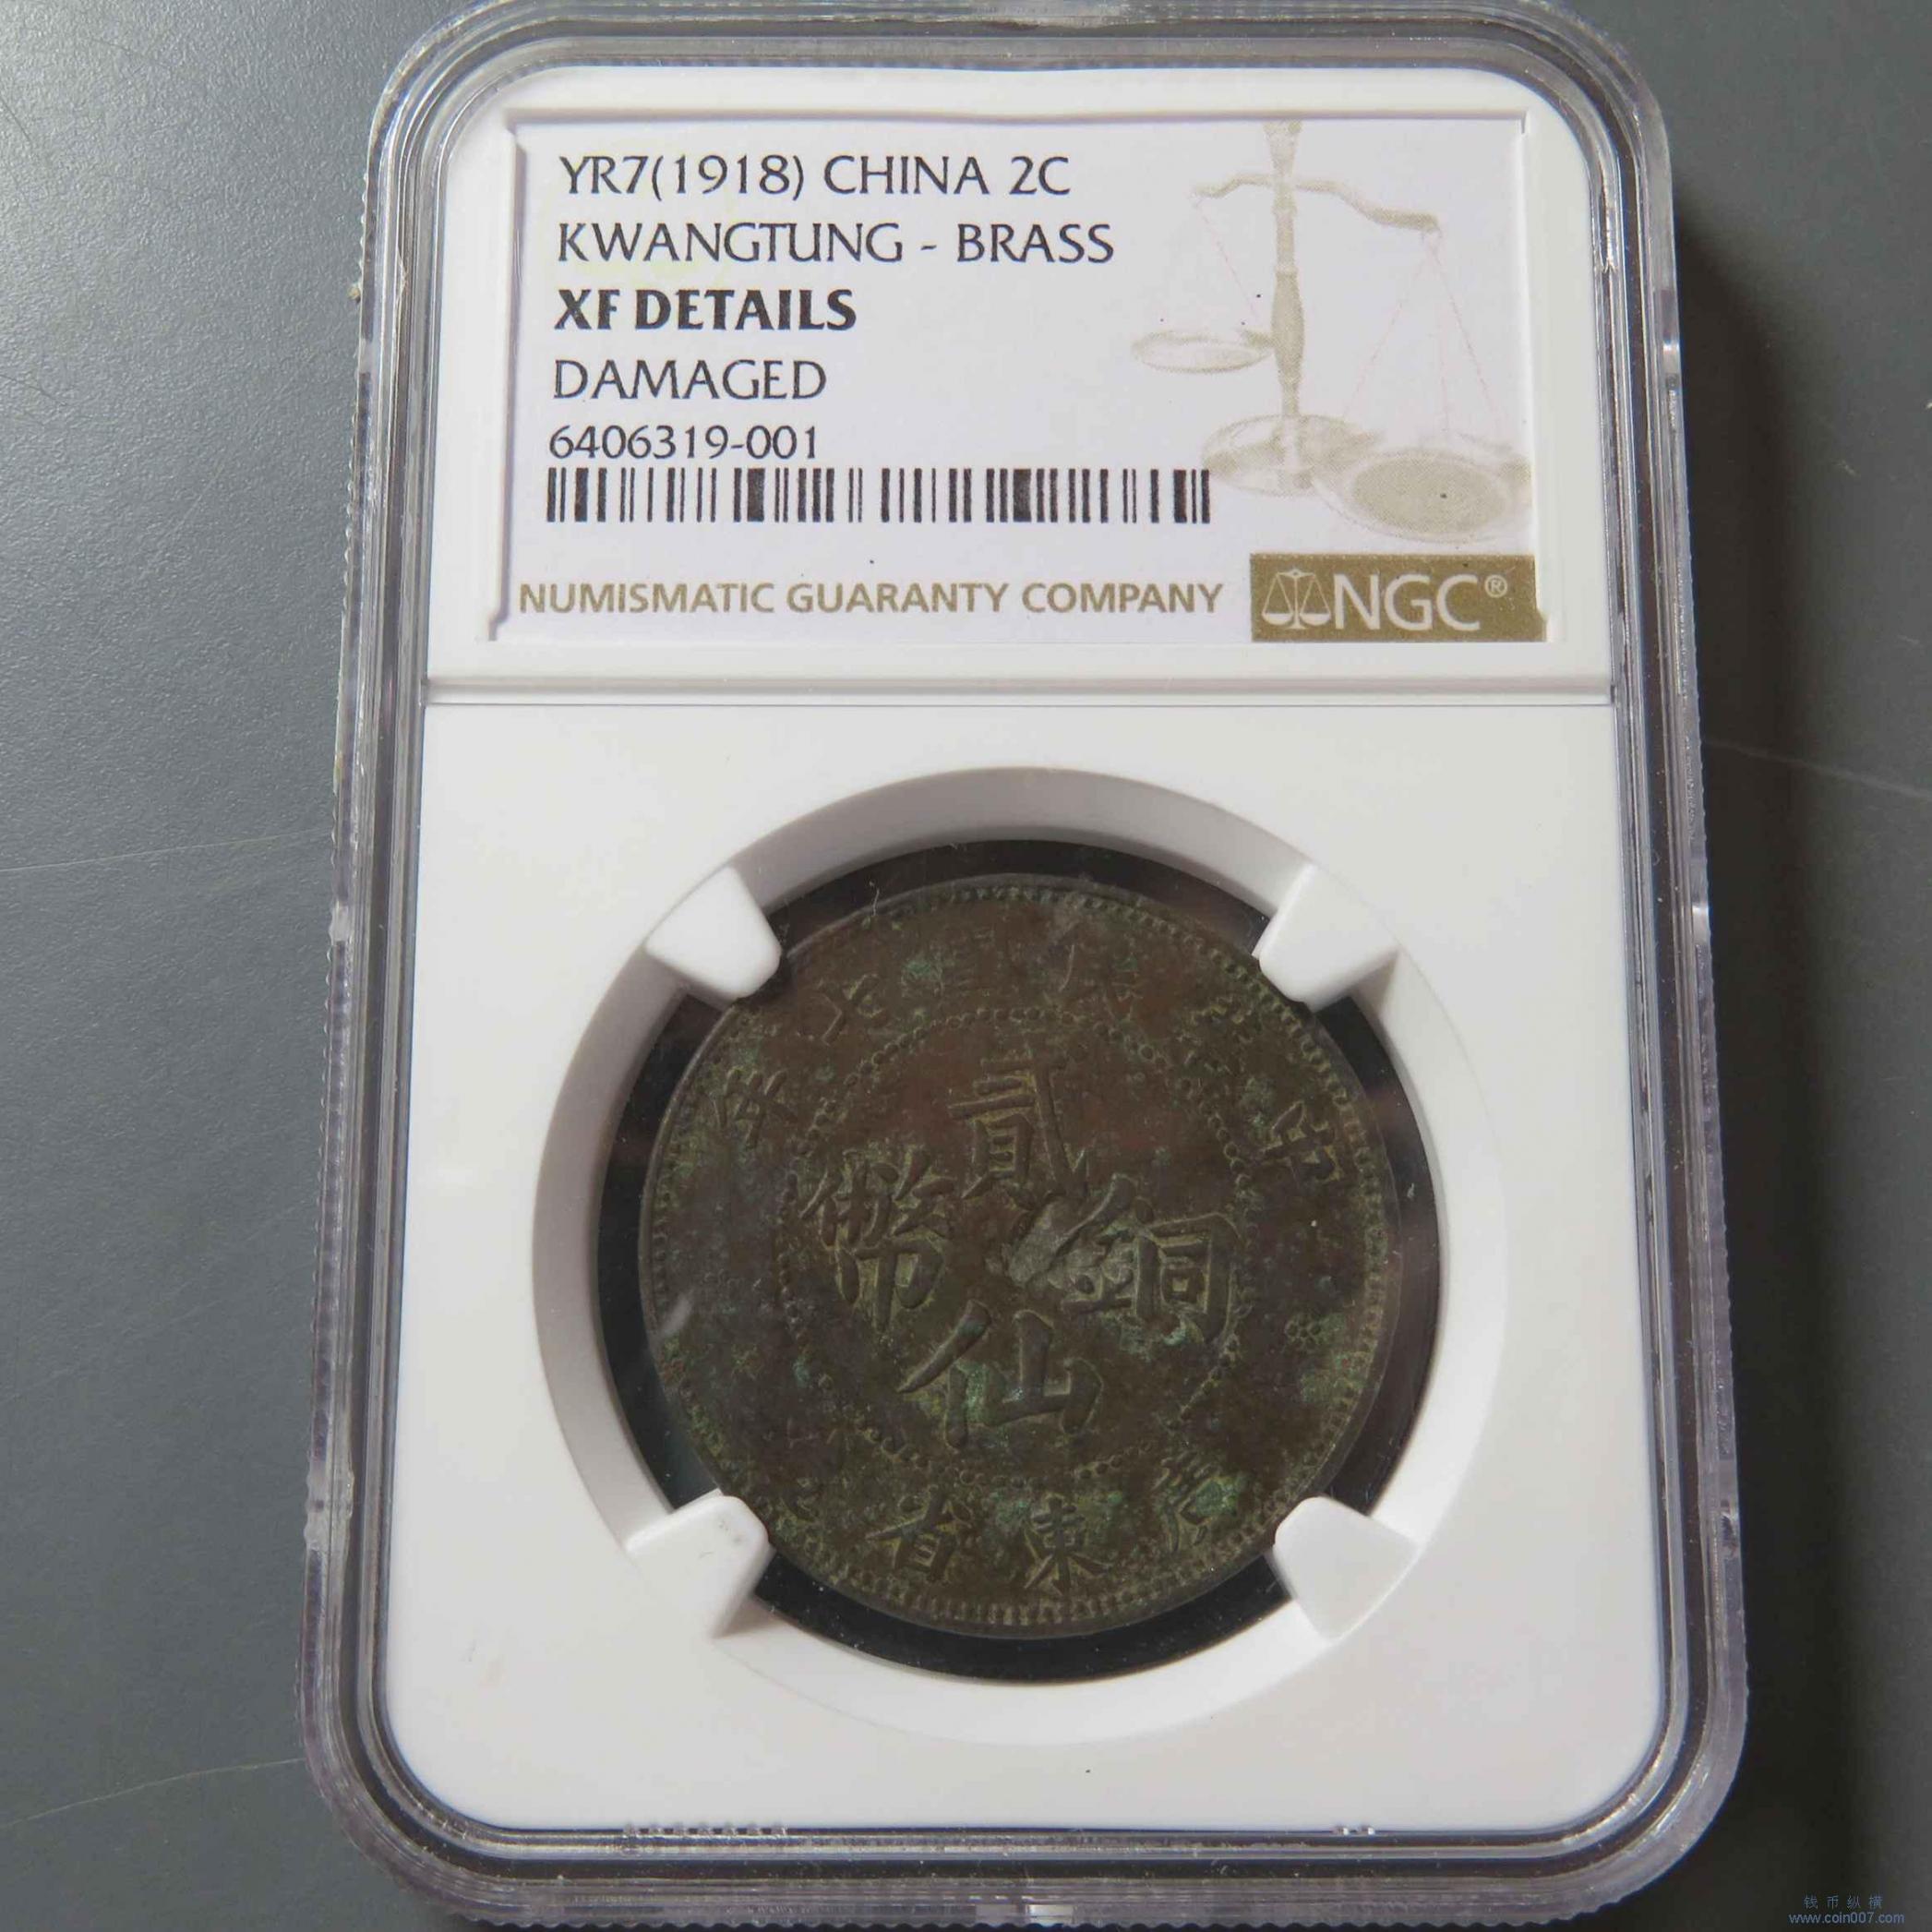 YR7(1918) CHINA 2C
KWANGTUNG - BRASS
XF DETAILS
DAMAGED
6406319-001
NUMISMATIC GUARANTY COMPANY NGC®
貳
幣 銅
仙
廣東省造
钱币纵横
www.coin007.com